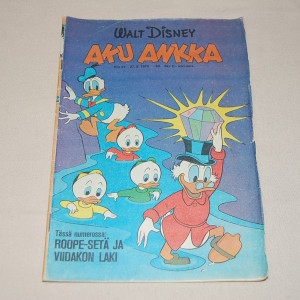 WALT DISNEY
AKU ANKKA
Tässä numerossa:
ROOPE-SETÄ JA
VIIDAKON LAKI